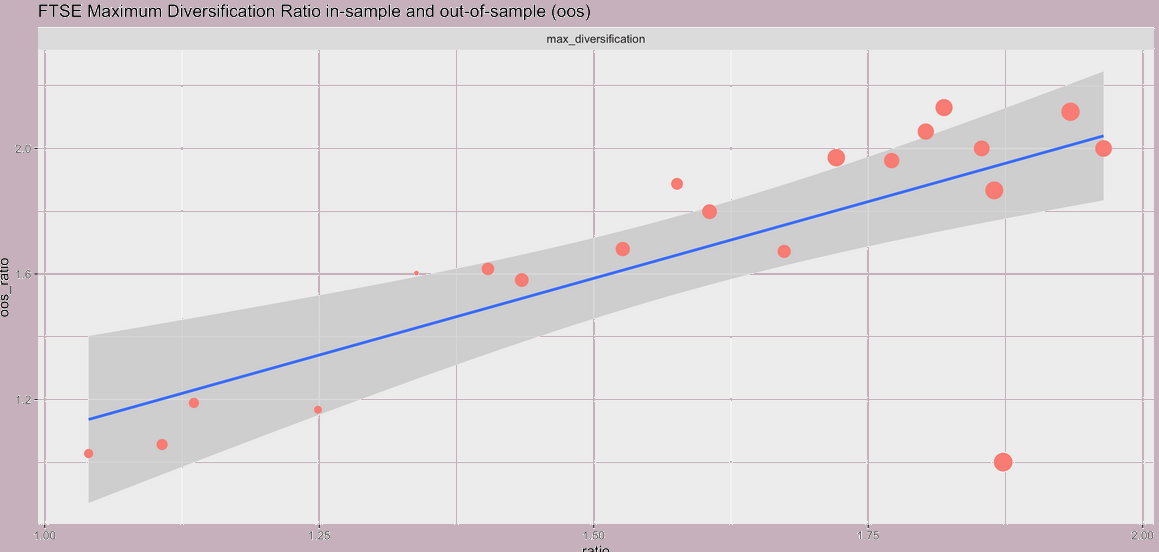 FTSE Maximum Diversification Ratio in-sample and out-of-sample (oos)
max_diversification
oos_ratio
2.0
1.6
1.2
1.00 1.25 1.50 1.75 2.00
ratio